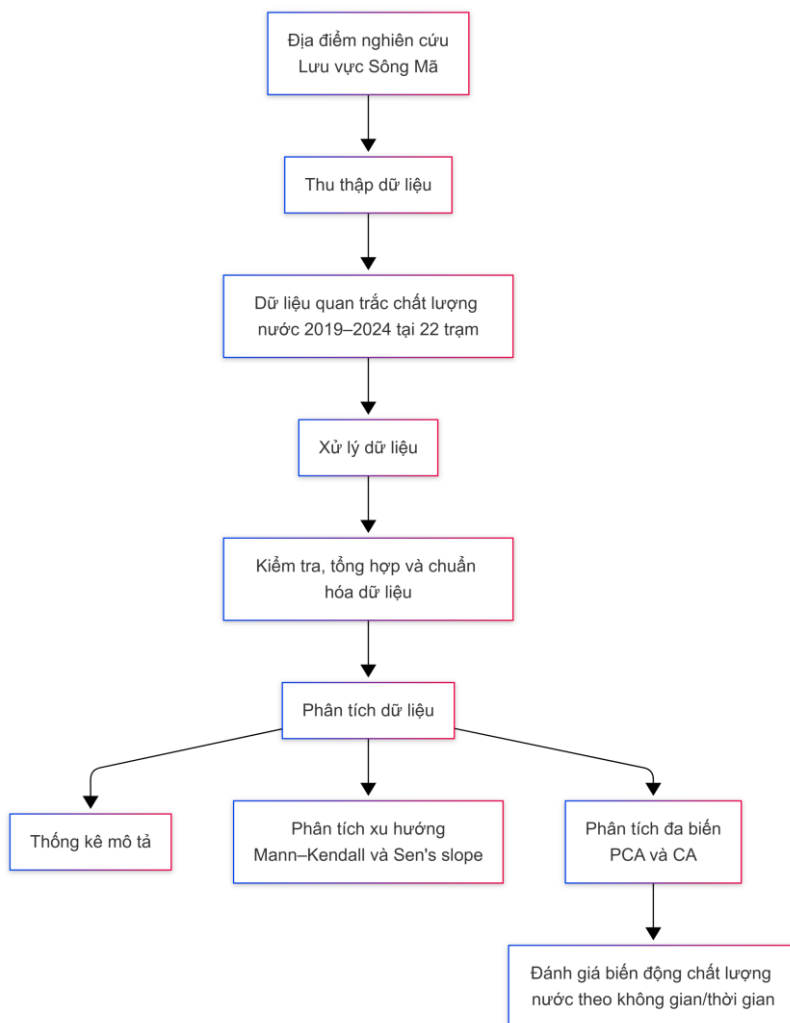 Địa điểm nghiên cứu
Lưu vực Sông Mã
Thu thập dữ liệu
Dữ liệu quan trắc chất lượng
nước 2019–2024 tại 22 trạm
Xử lý dữ liệu
Kiểm tra, tổng hợp và chuẩn
hóa dữ liệu
Phân tích dữ liệu
Thống kê mô tả
Phân tích xu hướng
Mann–Kendall và Sen's slope
Phân tích đa biến
PCA và CA
Đánh giá biến động chất lượng
nước theo không gian/thời gian